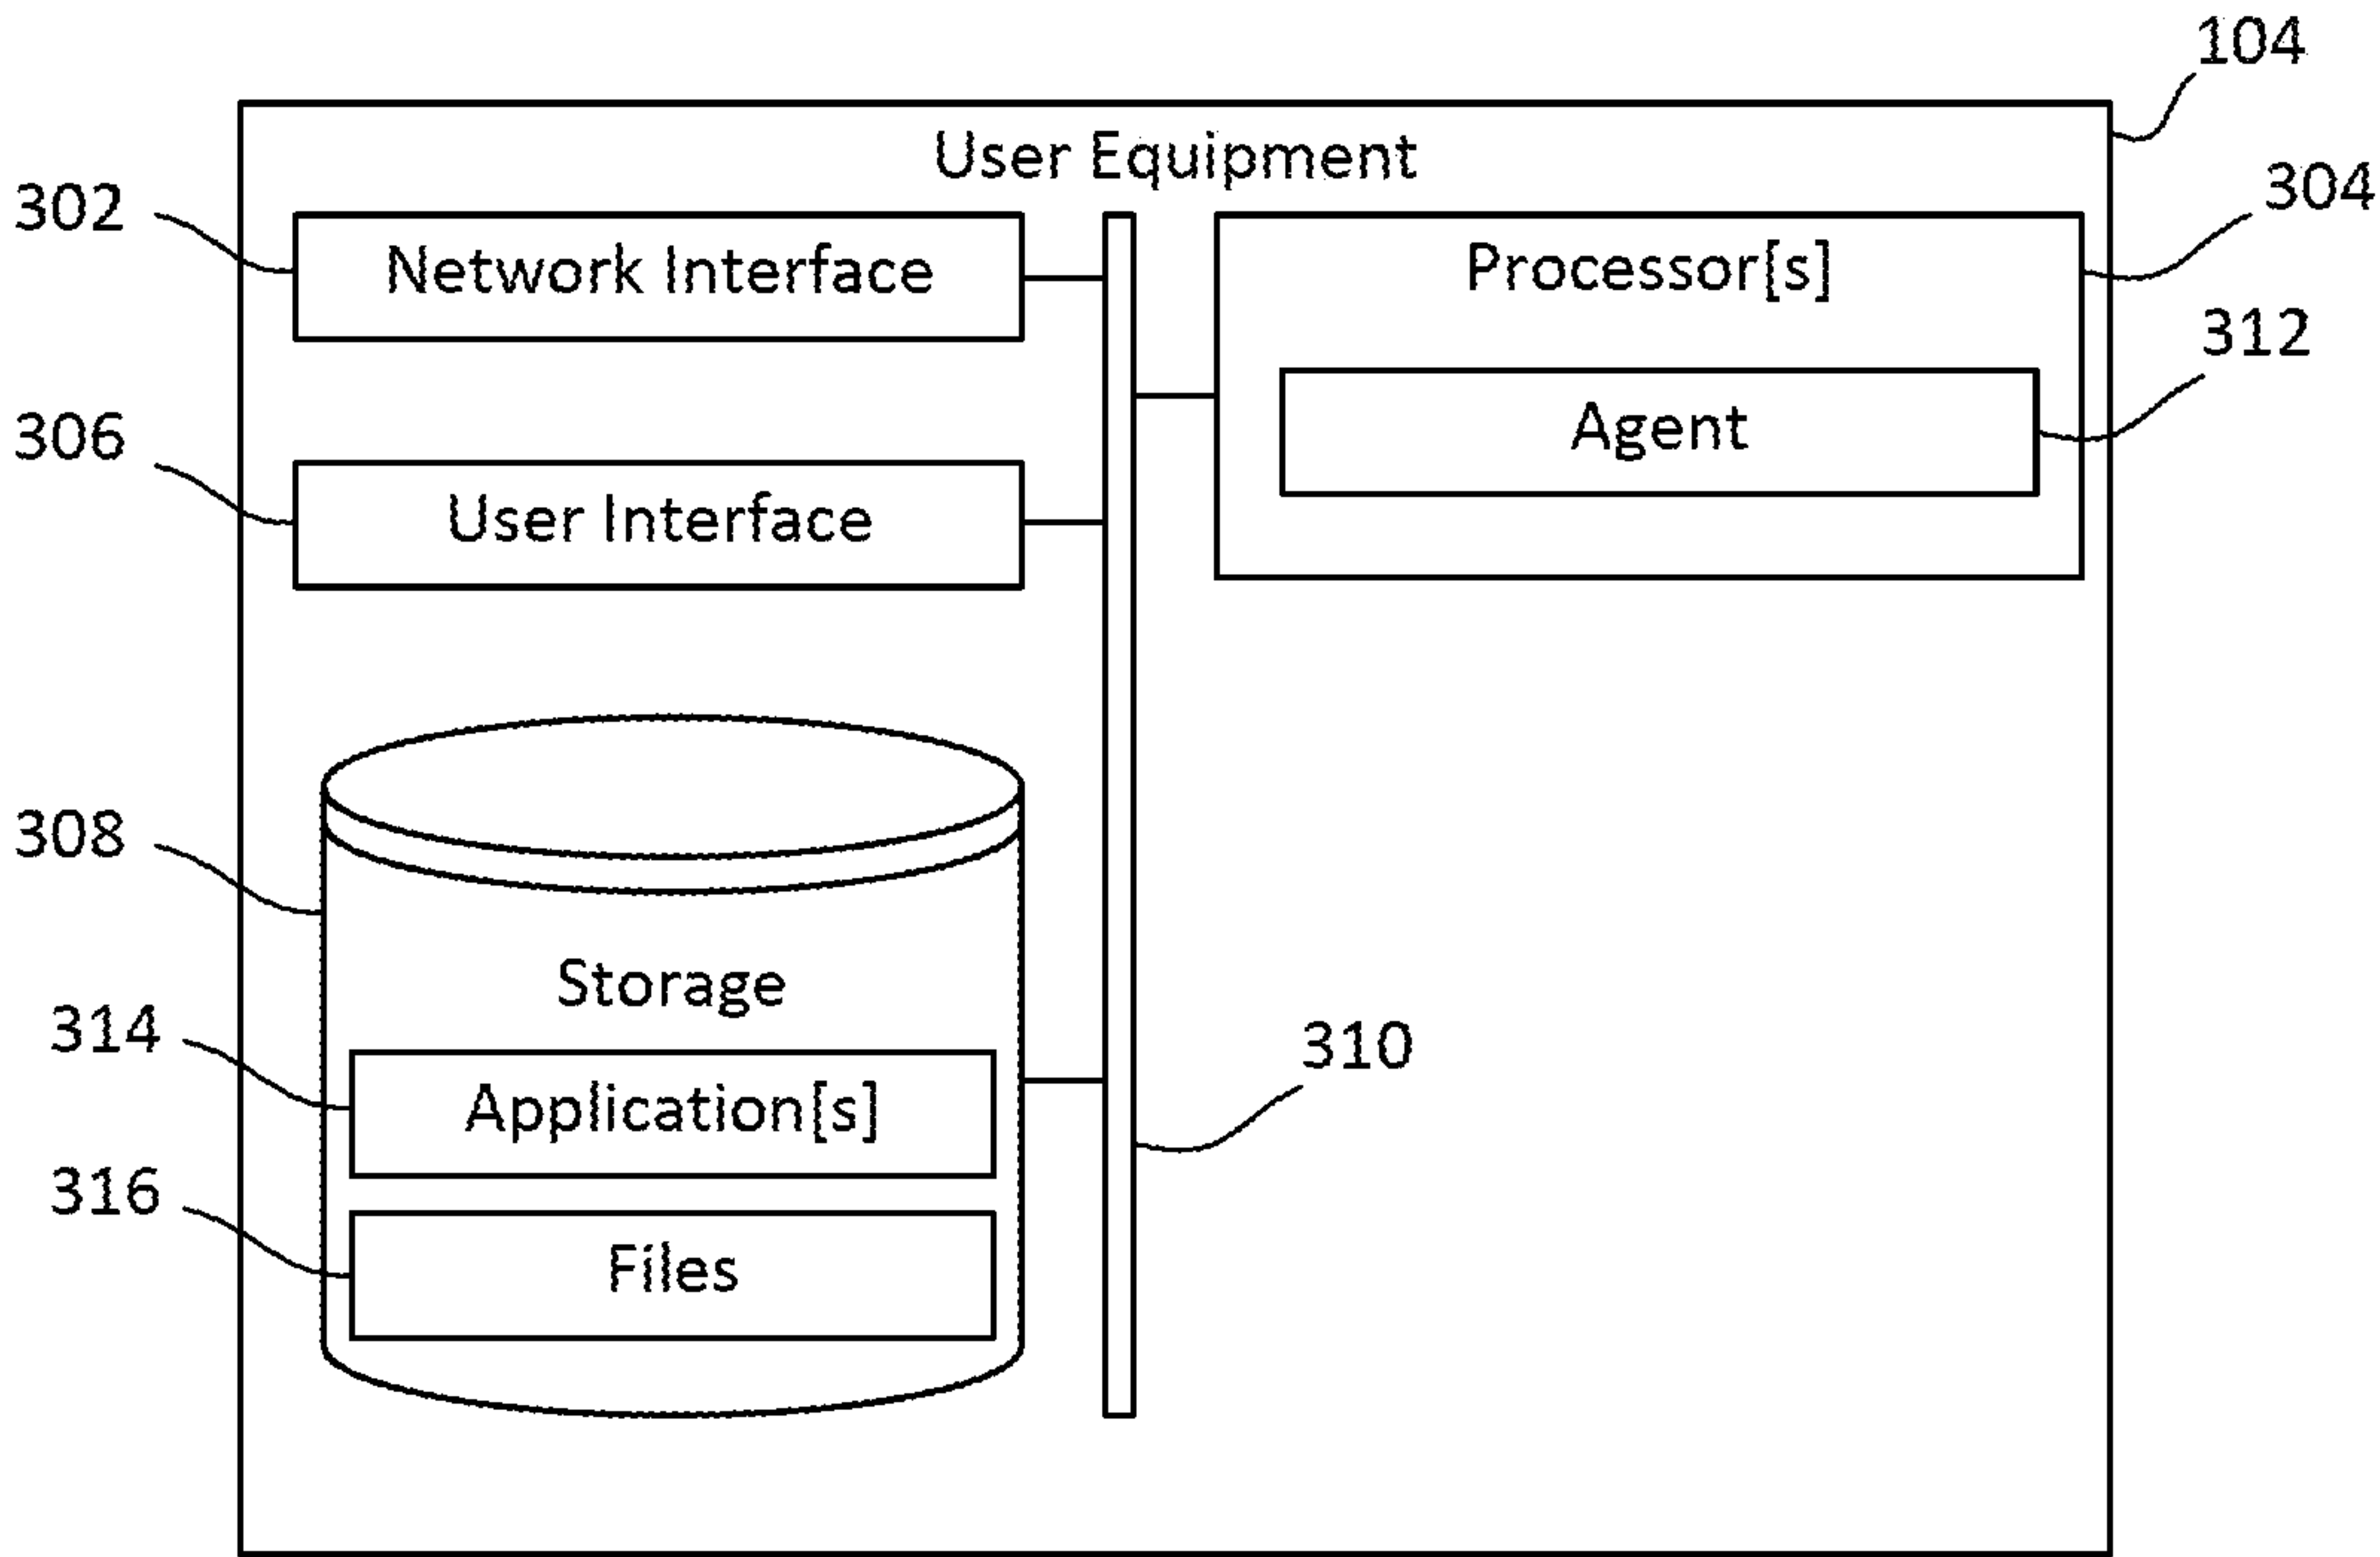 104
User Equipment
302
Network Interface
Processor[s]
304
312
306
User Interface
Agent
308
Storage
314
Application[s]
310
316
Files